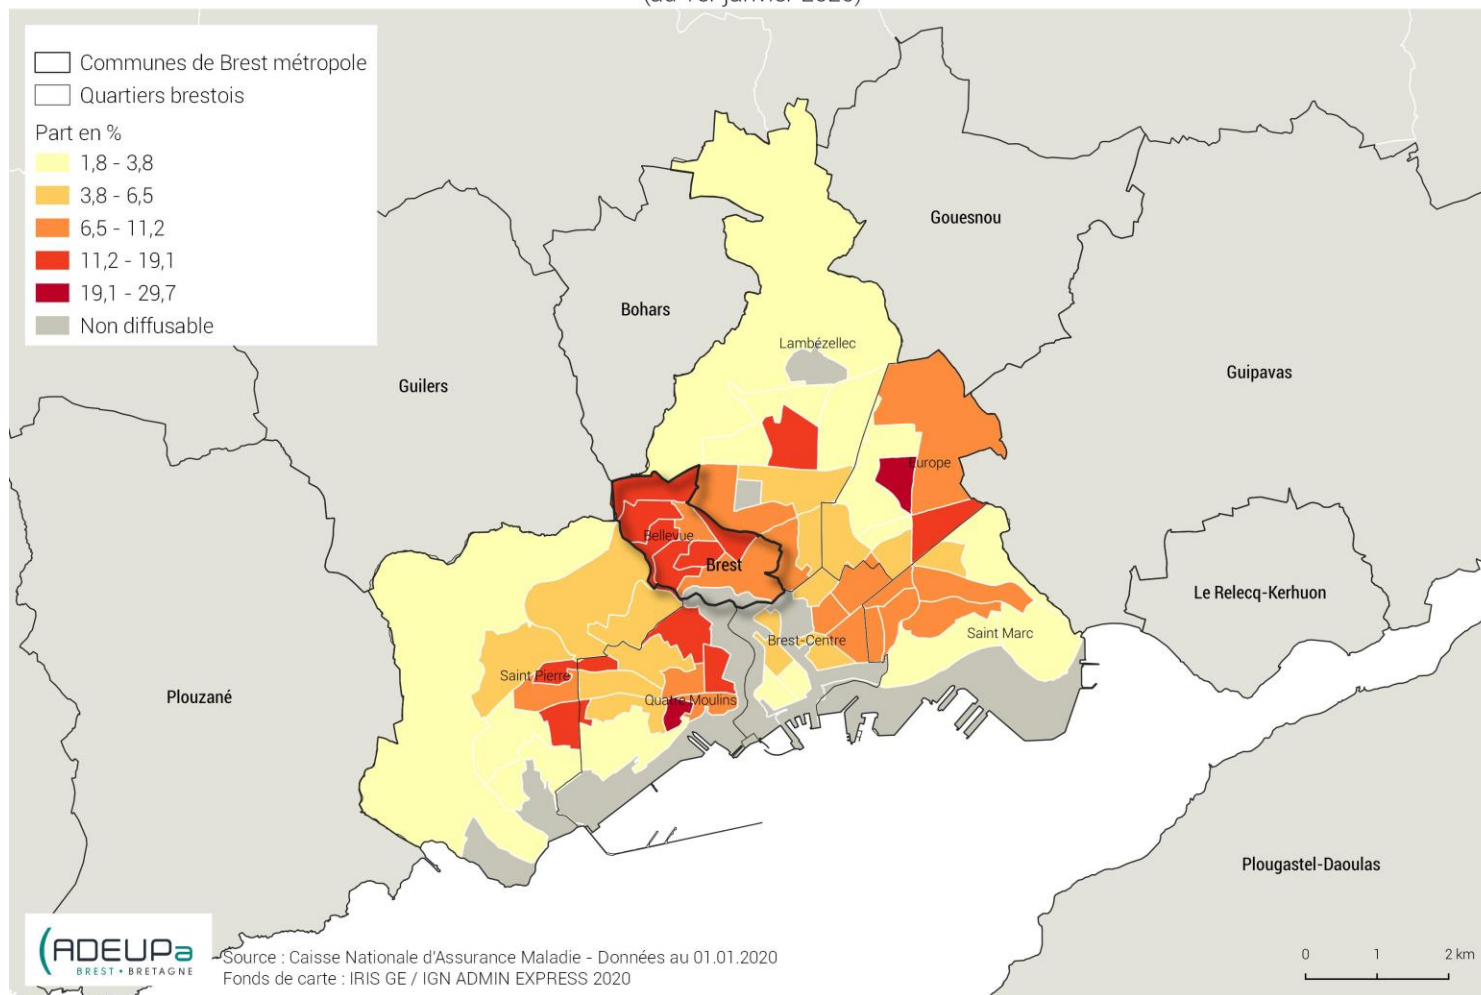 (au 1er janvier 2020)
Communes de Brest métropole
Quartiers brestois
Part en %
1,8 - 3,8
3,8 - 6,5
6,5 - 11,2
11,2 - 19,1
19,1 - 29,7
Non diffusable
Gouesnou
Bohars
Lambézellec
Guipavas
Guilers
Europe
Bellevue
Brest
Le Relecq-Kerhuon
Saint Marc
Brest-Centre
Saint Pierre
Plouzané
Quatre Moulins
Plougastel-Daoulas
ADEUPa
BREST • BRETAGNE
Source : Caisse Nationale d'Assurance Maladie - Données au 01.01.2020
Fonds de carte : IRIS GE / IGN ADMIN EXPRESS 2020
0 1 2 km